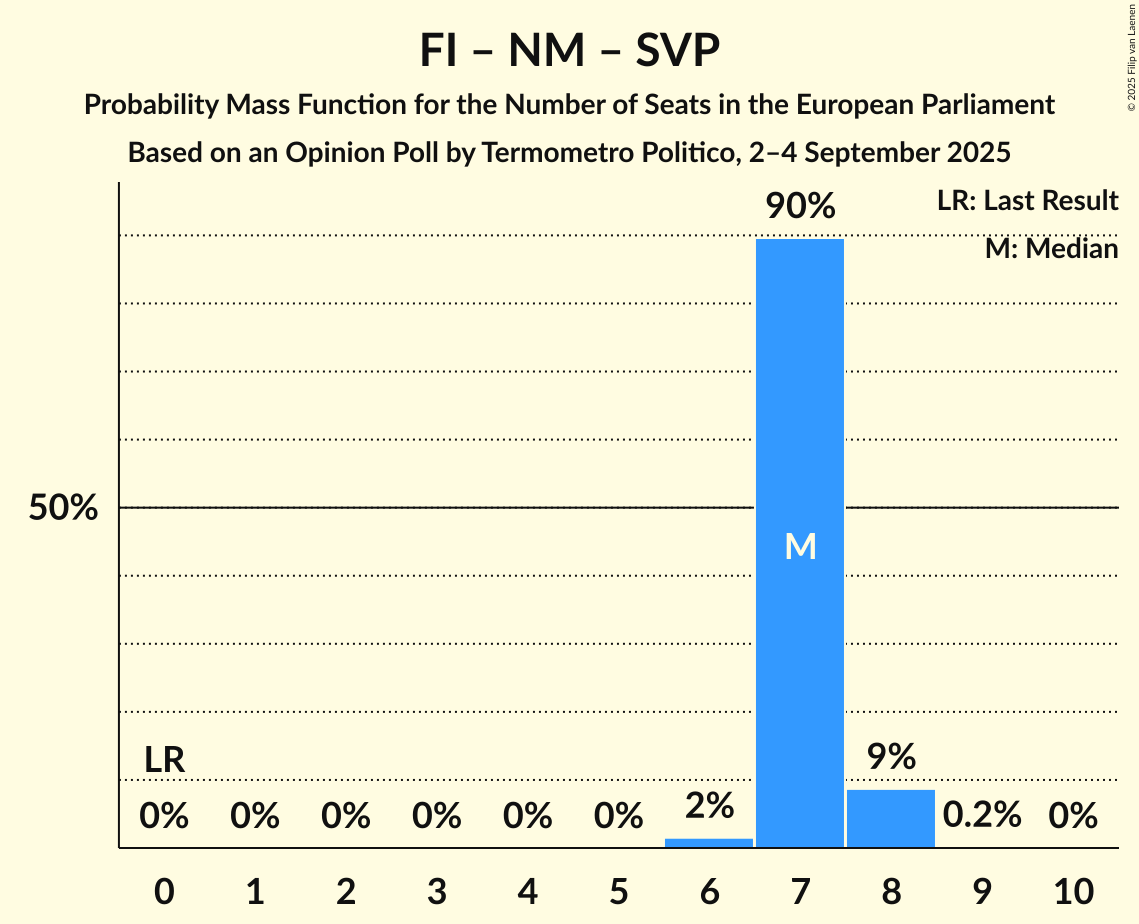 FI – NM – SVP
Probability Mass Function for the Number of Seats in the European Parliament
Based on an Opinion Poll by Termometro Politico, 2–4 September 2025
© 2025 Filip van Laenen
LR: Last Result
M: Median
90%
50%
M
LR
0% 0% 0% 0% 0% 0% 2% 9% 0.2% 0%
0 1 2 3 4 5 6 7 8 9 10